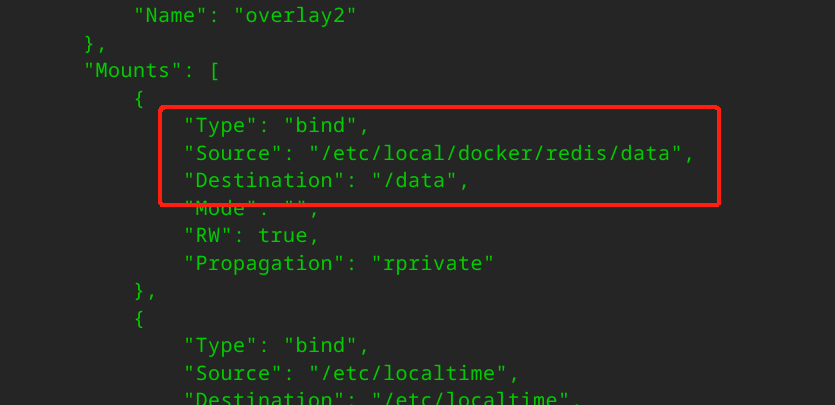 "Name": "overlay2"
},
"Mounts": [
{
"Type": "bind",
"Source": "/etc/local/docker/redis/data",
"Destination": "/data",
"Mode": "",
"RW": true,
"Propagation": "rprivate"
},
{
"Type": "bind",
"Source": "/etc/localtime",
"Destination": "/etc/localtime",